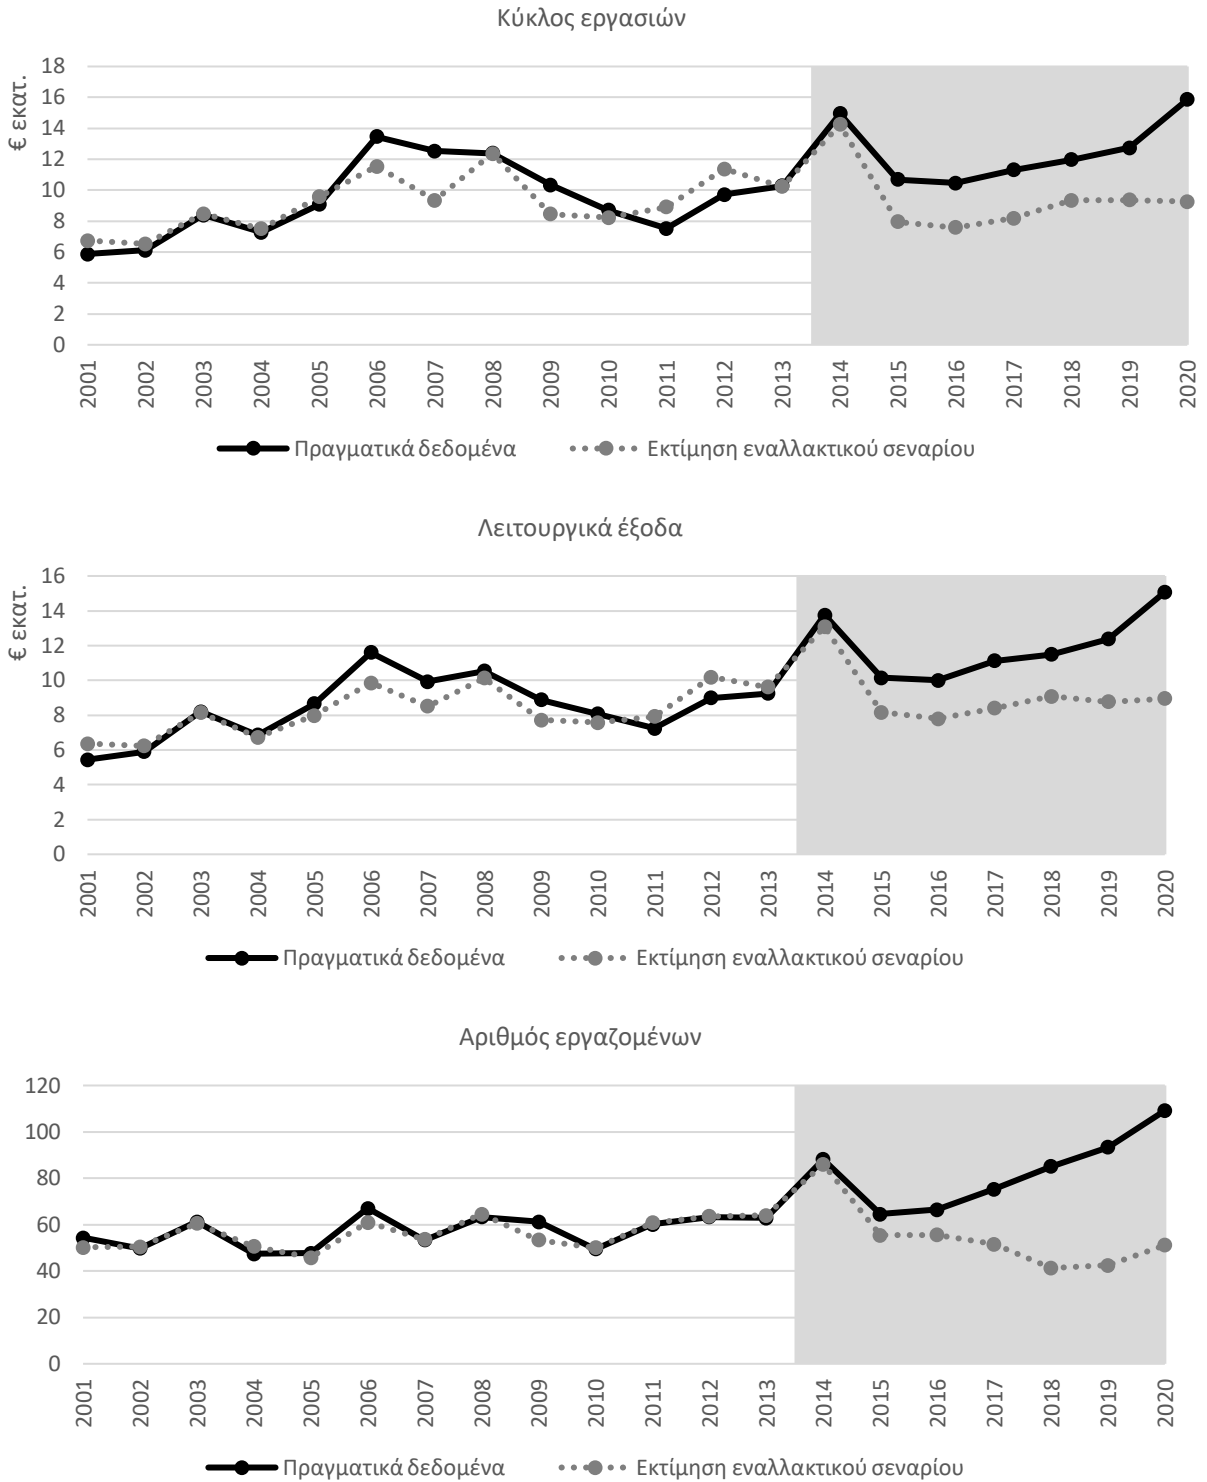 Κύκλος εργασιών
€ εκατ.
18
16
14
12
10
8
6
4
2
0
2001 2002 2003 2004 2005 2006 2007 2008 2009 2010 2011 2012 2013 2014 2015 2016 2017 2018 2019 2020
Πραγματικά δεδομένα Εκτίμηση εναλλακτικού σεναρίου
Λειτουργικά έξοδα
€ εκατ.
16
14
12
10
8
6
4
2
0
2001 2002 2003 2004 2005 2006 2007 2008 2009 2010 2011 2012 2013 2014 2015 2016 2017 2018 2019 2020
Πραγματικά δεδομένα Εκτίμηση εναλλακτικού σεναρίου
Αριθμός εργαζομένων
120
100
80
60
40
20
0
2001 2002 2003 2004 2005 2006 2007 2008 2009 2010 2011 2012 2013 2014 2015 2016 2017 2018 2019 2020
Πραγματικά δεδομένα Εκτίμηση εναλλακτικού σεναρίου